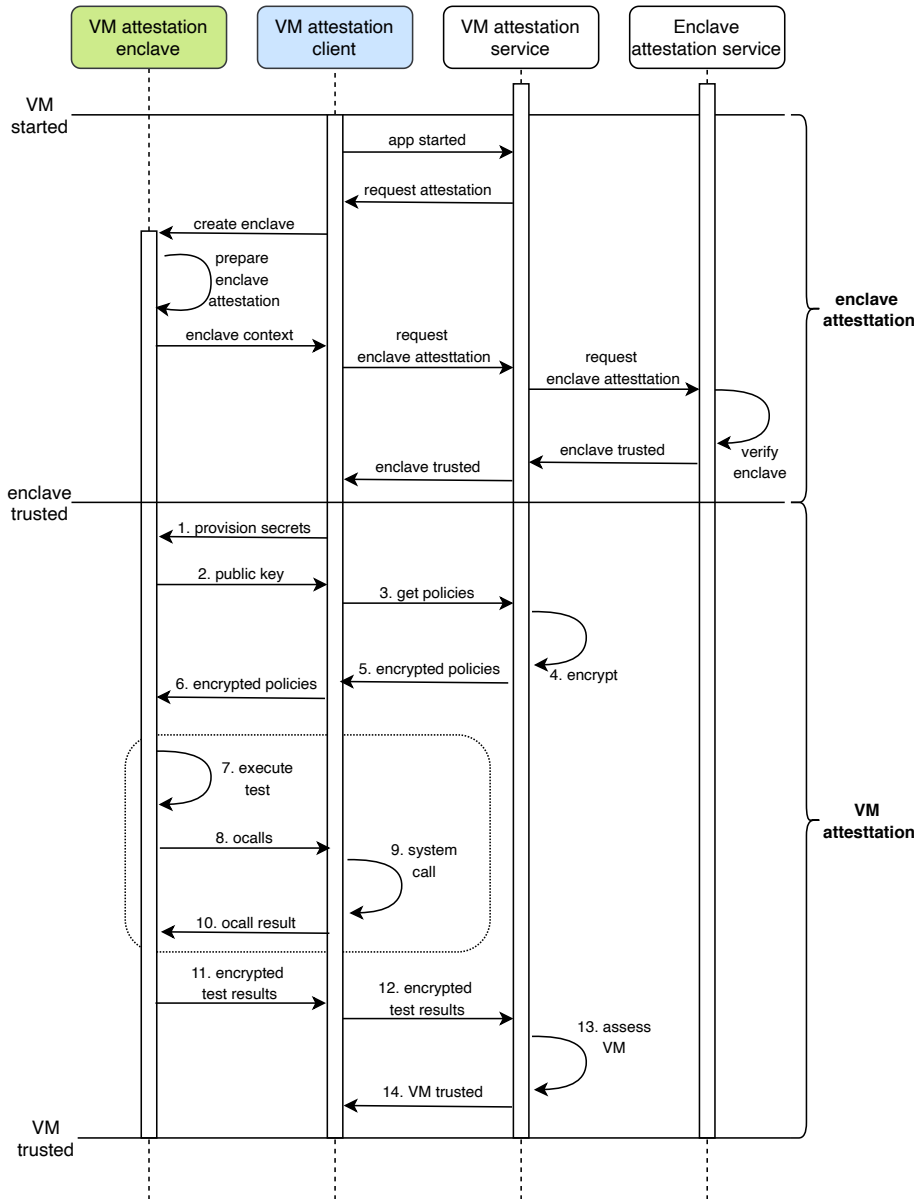 VM attestation
enclave
VM attestation
client
VM attestation
service
Enclave
attestation service
VM
started
app started
request attestation
create enclave
prepare
enclave
attestation
enclave context
request
enclave attesttation
request
enclave attesttation
verify
enclave
enclave trusted
enclave trusted
enclave
attesttation
enclave
trusted
1. provision secrets
2. public key
3. get policies
4. encrypt
5. encrypted policies
6. encrypted policies
7. execute
test
8. ocalls
9. system
call
10. ocall result
VM
attesttation
11. encrypted
test results
12. encrypted
test results
13. assess
VM
14. VM trusted
VM
trusted